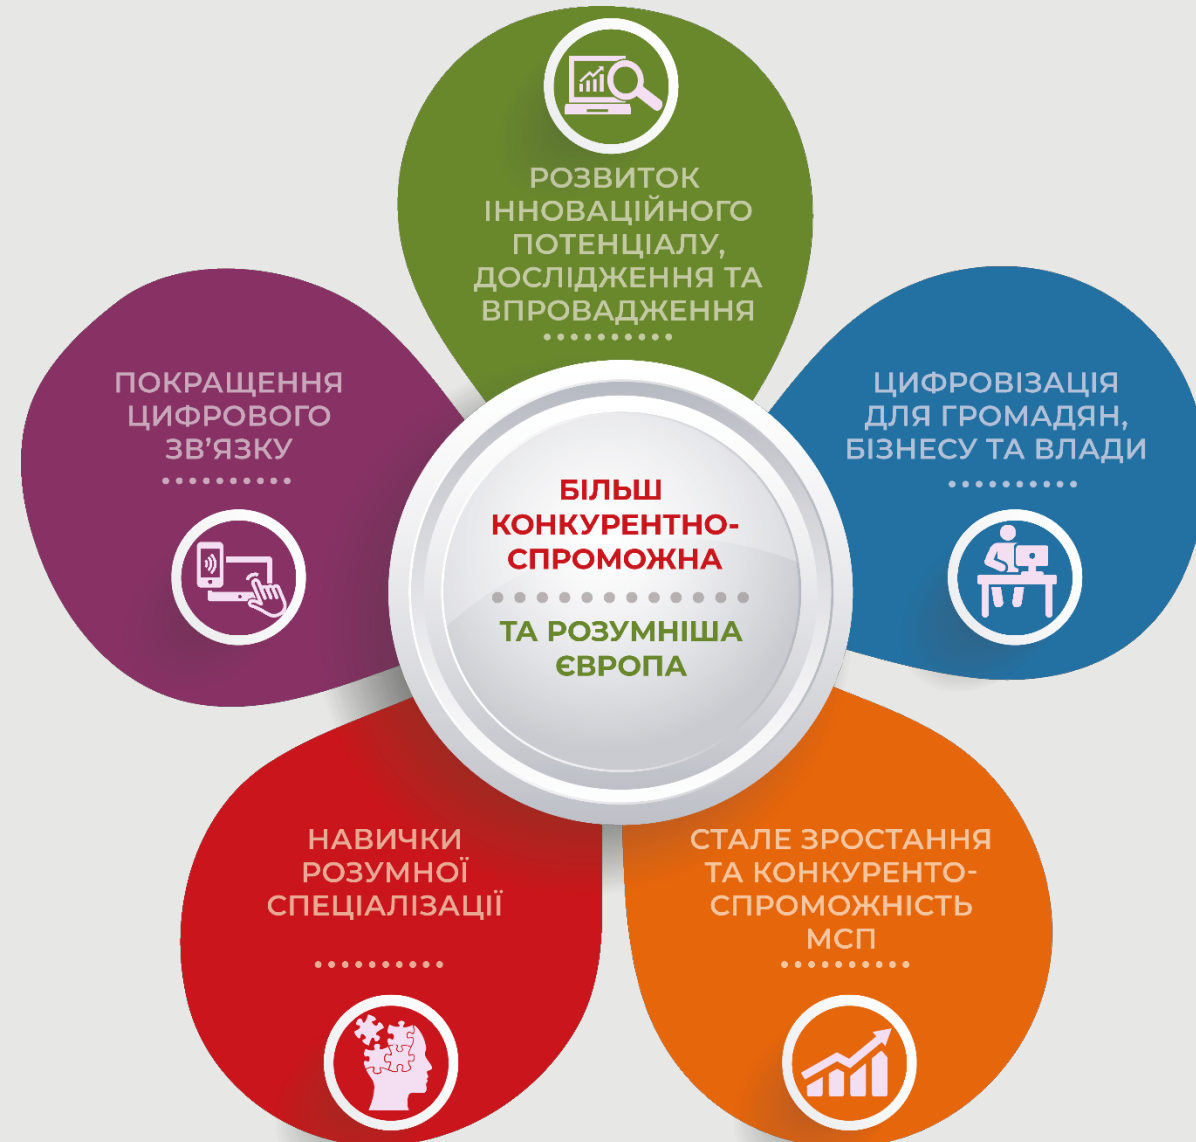 РОЗВИТОК
ІННОВАЦІЙНОГО
ПОТЕНЦІАЛУ,
ДОСЛІДЖЕННЯ ТА
ВПРОВАДЖЕННЯ
ПОКРАЩЕННЯ
ЦИФРОВОГО
ЗВ’ЯЗКУ
ЦИФРОВІЗАЦІЯ
ДЛЯ ГРОМАДЯН,
БІЗНЕСУ ТА ВЛАДИ
БІЛЬШ
КОНКУРЕНТНО-
СПРОМОЖНА
ТА РОЗУМНІША
ЄВРОПА
НАВИЧКИ
РОЗУМНОЇ
СПЕЦІАЛІЗАЦІЇ
СТАЛЕ ЗРОСТАННЯ
ТА КОНКУРЕНТО-
СПРОМОЖНІСТЬ
МСП